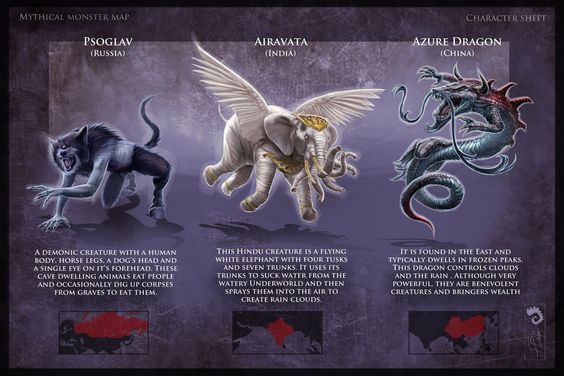 Mythical monster map
Character sheet
Psoglav
(Russia)
Airavata
(India)
Azure Dragon
(China)
A demonic creature with a human
body, horse legs, a dog's head and
a single eye on it's forehead. These
cave dwelling animals eat people
and occasionally dig up corpses
from graves to eat them.
This Hindu creature is a flying
white elephant with four tusks
and seven trunks. It uses its
trunks to suck water from the
watery Underworld and then
sprays them into the air to
create rain clouds.
It is found in the East and
typically dwells in frozen peaks.
This dragon controls clouds
and the rain . Although very
powerful, they are benevolent
creatures and bringers wealth